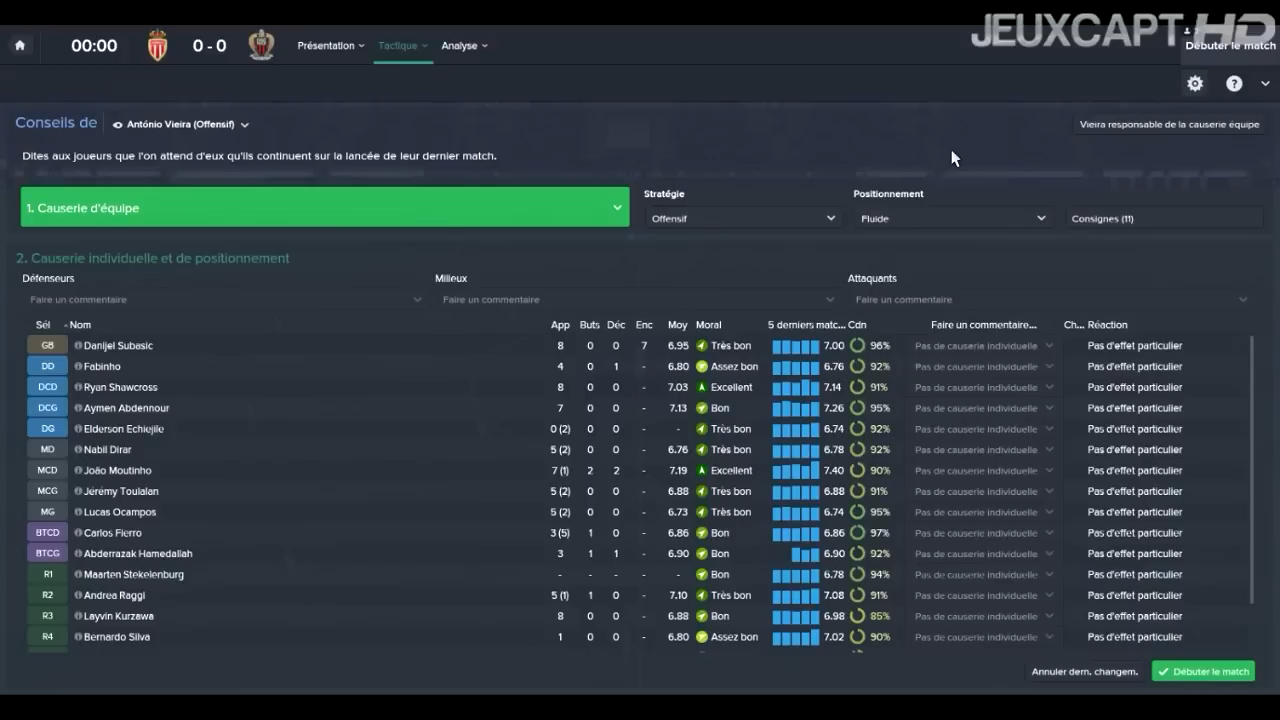 JEUXCAPT.HD
00:00 0 - 0 Présentation Tactique Analyse Débuter le match
Conseils de António Vieira (Offensif) Vieira responsable de la causerie équipe
Dites aux joueurs que l'on attend d'eux qu'ils continuent sur la lancée de leur dernier match.
Stratégie Positionnement
1. Causerie d'équipe Offensif Fluide Consignes (11)
2. Causerie individuelle et de positionnement
Défenseurs Milieux Attaquants
Faire un commentaire Faire un commentaire Faire un commentaire
Sél Nom App Buts Déc Enc Moy Moral 5 derniers matc... Cdn Faire un commentaire... Ch... Réaction
GB Danijel Subasic 8 0 0 7 6.95 Très bon 7.00 96% Pas de causerie individuelle Pas d'effet particulier
DD Fabinho 4 0 1 - 6.80 Assez bon 6.76 92% Pas de causerie individuelle Pas d'effet particulier
DCD Ryan Shawcross 8 0 0 - 7.03 Excellent 7.14 91% Pas de causerie individuelle Pas d'effet particulier
DCG Aymen Abdennour 7 0 0 - 7.13 Bon 7.26 95% Pas de causerie individuelle Pas d'effet particulier
DG Elderson Echiejile 0 (2) 0 0 - - Très bon 6.74 92% Pas de causerie individuelle Pas d'effet particulier
MD Nabil Dirar 5 (2) 0 0 - 6.76 Très bon 6.78 92% Pas de causerie individuelle Pas d'effet particulier
MCD João Moutinho 7 (1) 2 2 - 7.19 Excellent 7.40 90% Pas de causerie individuelle Pas d'effet particulier
MCG Jérémy Toulalan 5 (2) 0 0 - 6.88 Très bon 6.88 91% Pas de causerie individuelle Pas d'effet particulier
MG Lucas Ocampos 5 (2) 0 0 - 6.73 Très bon 6.74 95% Pas de causerie individuelle Pas d'effet particulier
BTCD Carlos Fierro 3 (5) 1 0 - 6.86 Bon 6.86 97% Pas de causerie individuelle Pas d'effet particulier
BTCG Abderrazak Hamedallah 3 1 1 - 6.90 Bon 6.90 92% Pas de causerie individuelle Pas d'effet particulier
R1 Maarten Stekelenburg - - - - - Bon 6.78 94% Pas de causerie individuelle Pas d'effet particulier
R2 Andrea Raggi 5 (1) 1 0 - 7.10 Très bon 7.08 91% Pas de causerie individuelle Pas d'effet particulier
R3 Layvin Kurzawa 8 0 0 - 6.88 Bon 6.98 85% Pas de causerie individuelle Pas d'effet particulier
R4 Bernardo Silva 1 0 0 - 6.80 Assez bon 7.02 90% Pas de causerie individuelle Pas d'effet particulier
Annuler dern. changem. Débuter le match